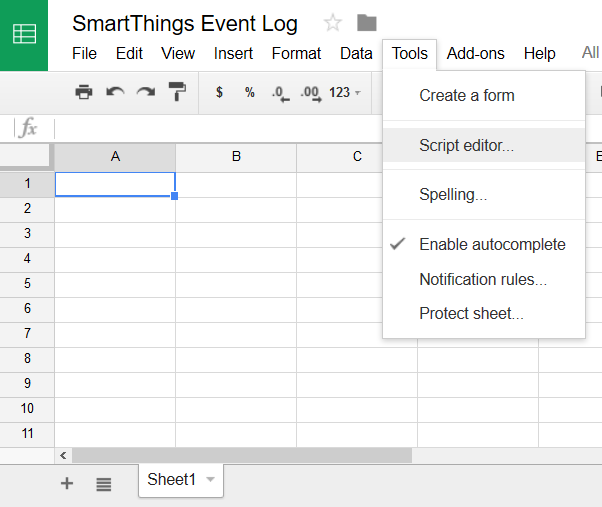 SmartThings Event Log
File Edit View Insert Format Data Tools Add-ons Help All
$ % .0 .00 123
fx
Create a form
Script editor...
Spelling...
Enable autocomplete
Notification rules...
Protect sheet...
A B C E
1
2
3
4
5
6
7
8
9
10
11
Sheet1